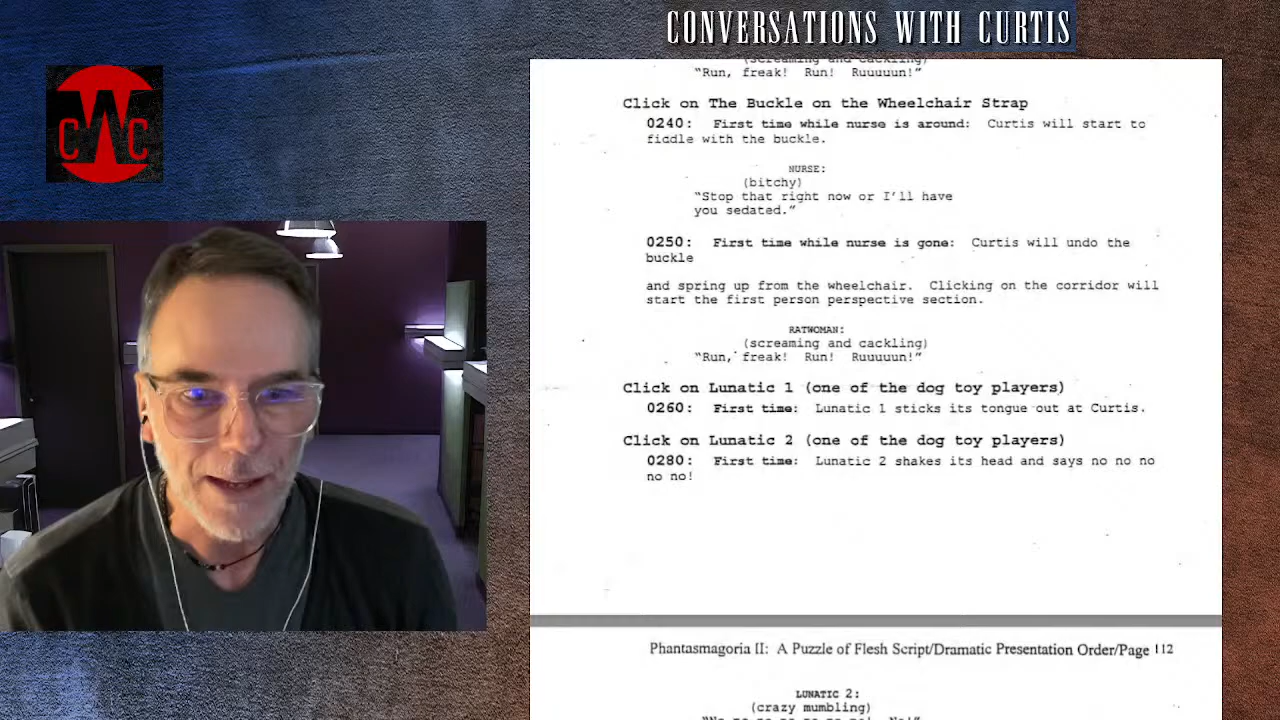 CONVERSATIONS WITH CURTIS
CWC
(screaming and cackling)
"Run, freak! Run! Ruuuuun!"
Click on The Buckle on the Wheelchair Strap
0240: First time while nurse is around: Curtis will start to
fiddle with the buckle.
NURSE:
(bitchy)
"Stop that right now or I'll have
you sedated."
0250: First time while nurse is gone: Curtis will undo the
buckle
and spring up from the wheelchair. Clicking on the corridor will
start the first person perspective section.
RATWOMAN:
(screaming and cackling)
"Run, freak! Run! Ruuuuun!"
Click on Lunatic 1 (one of the dog toy players)
0260: First time: Lunatic 1 sticks its tongue out at Curtis.
Click on Lunatic 2 (one of the dog toy players)
0280: First time: Lunatic 2 shakes its head and says no no no
no no!
Phantasmagoria II: A Puzzle of Flesh Script/Dramatic Presentation Order/Page 112
LUNATIC 2:
(crazy mumbling)